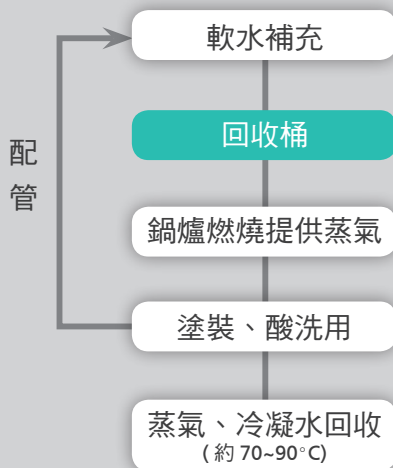 軟水補充
回收桶
配管
鍋爐燃燒提供蒸氣
塗裝、酸洗用
蒸氣、冷凝水回收
(約 70~90°C)